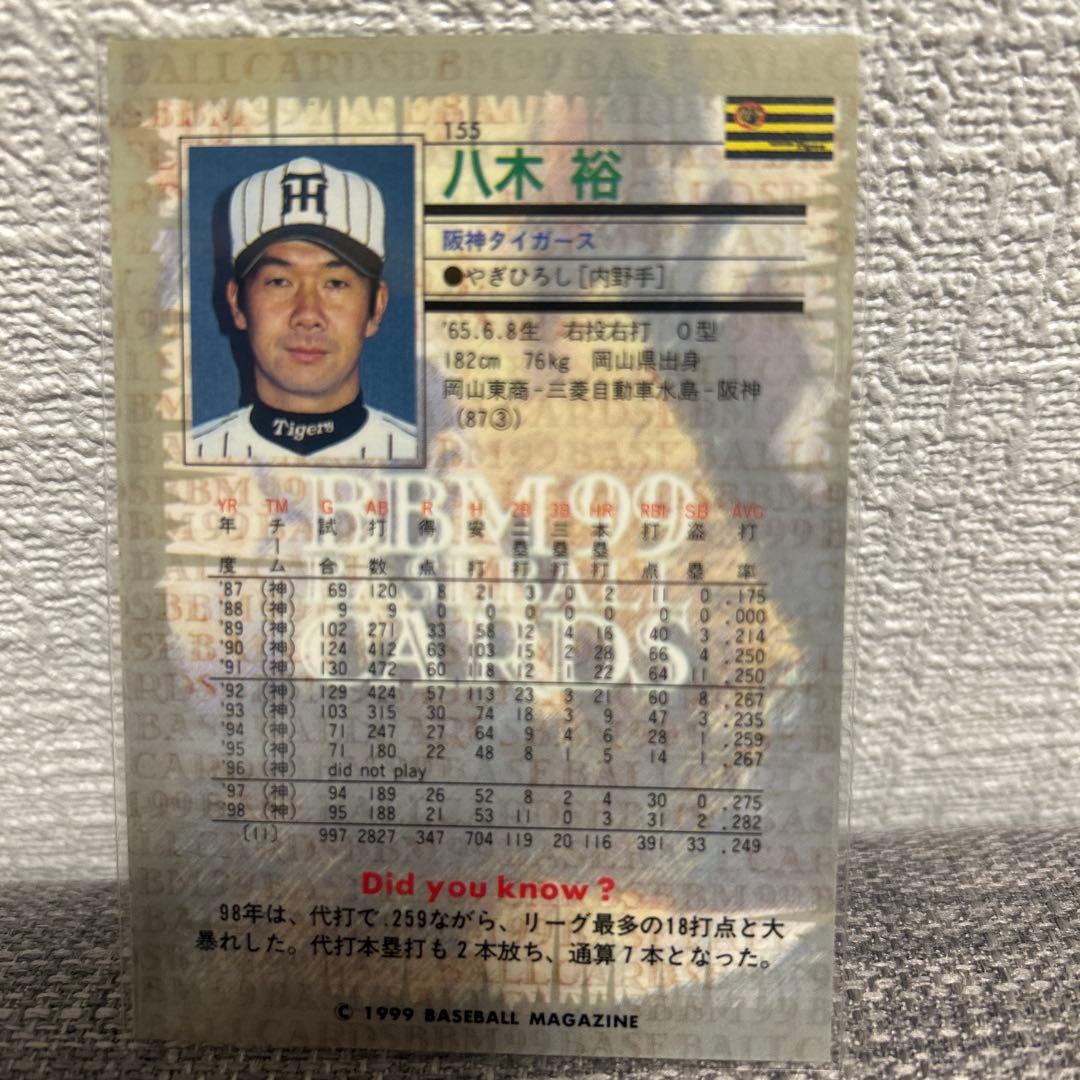 155
八木 裕
阪神タイガース
●やぎひろし[内野手]
'65.6.8生 右投右打 O型
182cm 76kg 岡山県出身
岡山東商-三菱自動車水島-阪神
(87③)
Tigers
BBM99
BASEBALL
CARDS
YR TM G AB R H 2B 3B HR RBI SB AVG
年度 チーム 試合 打数 得点 安打 二塁打 三塁打 本塁打 打点 盗塁 打率
'87 (神) 69 120 8 21 3 0 2 11 0 .175
'88 (神) 9 9 0 0 0 0 0 0 0 .000
'89 (神) 102 271 33 58 12 4 16 40 3 .214
'90 (神) 124 412 63 103 15 2 28 66 4 .250
'91 (神) 130 472 60 118 12 1 22 64 11 .250
'92 (神) 129 424 57 113 23 3 21 60 8 .267
'93 (神) 103 315 30 74 18 3 9 47 3 .235
'94 (神) 71 247 27 64 9 4 6 28 1 .259
'95 (神) 71 180 22 48 8 1 5 14 1 .267
'96 (神) did not play
'97 (神) 94 189 26 52 8 2 4 30 0 .275
'98 (神) 95 188 21 53 11 0 3 31 2 .282
(11) 997 2827 347 704 119 20 116 391 33 .249
Did you know ?
98年は、代打で.259ながら、リーグ最多の18打点と大
暴れした。代打本塁打も2本放ち、通算7本となった。
© 1999 BASEBALL MAGAZINE